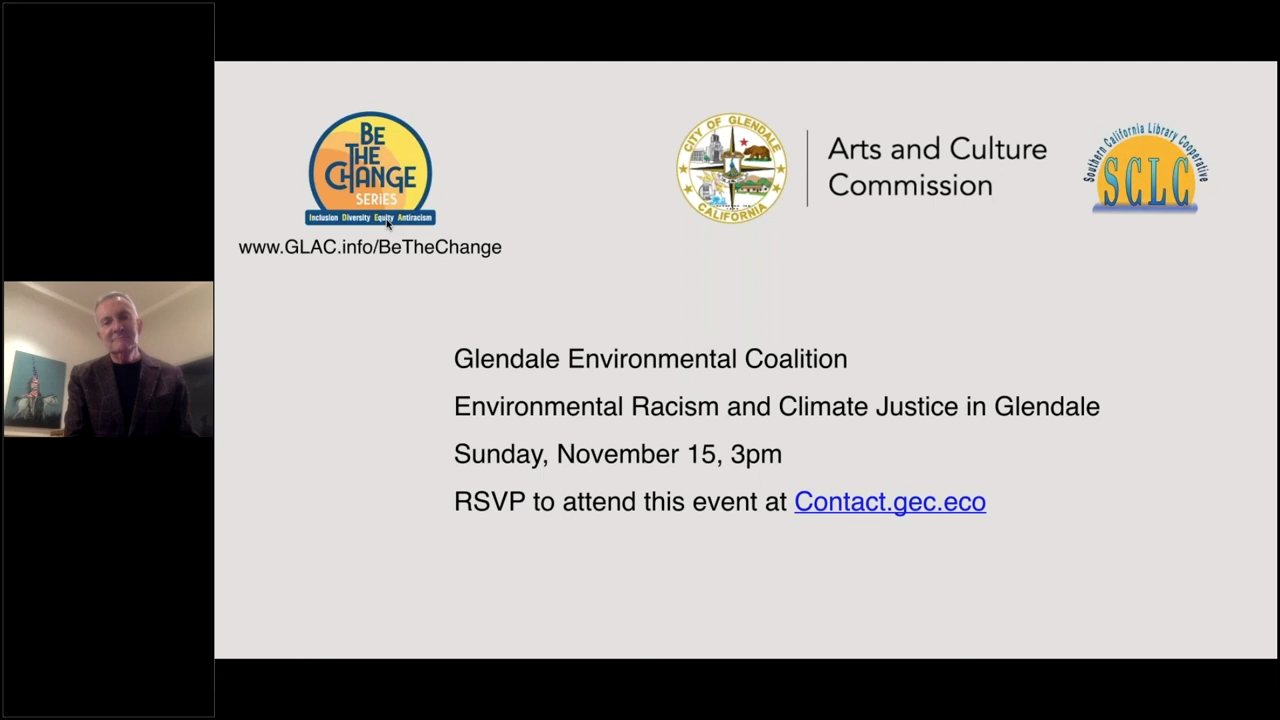 BE
THE
CHANGE
SERIES
Inclusion Diversity Equity Antiracism
www.GLAC.info/BeTheChange
CITY OF GLENDALE
CALIFORNIA
Arts and Culture
Commission
Southern California Library Cooperative
SCLC
Glendale Environmental Coalition
Environmental Racism and Climate Justice in Glendale
Sunday, November 15, 3pm
RSVP to attend this event at Contact.gec.eco